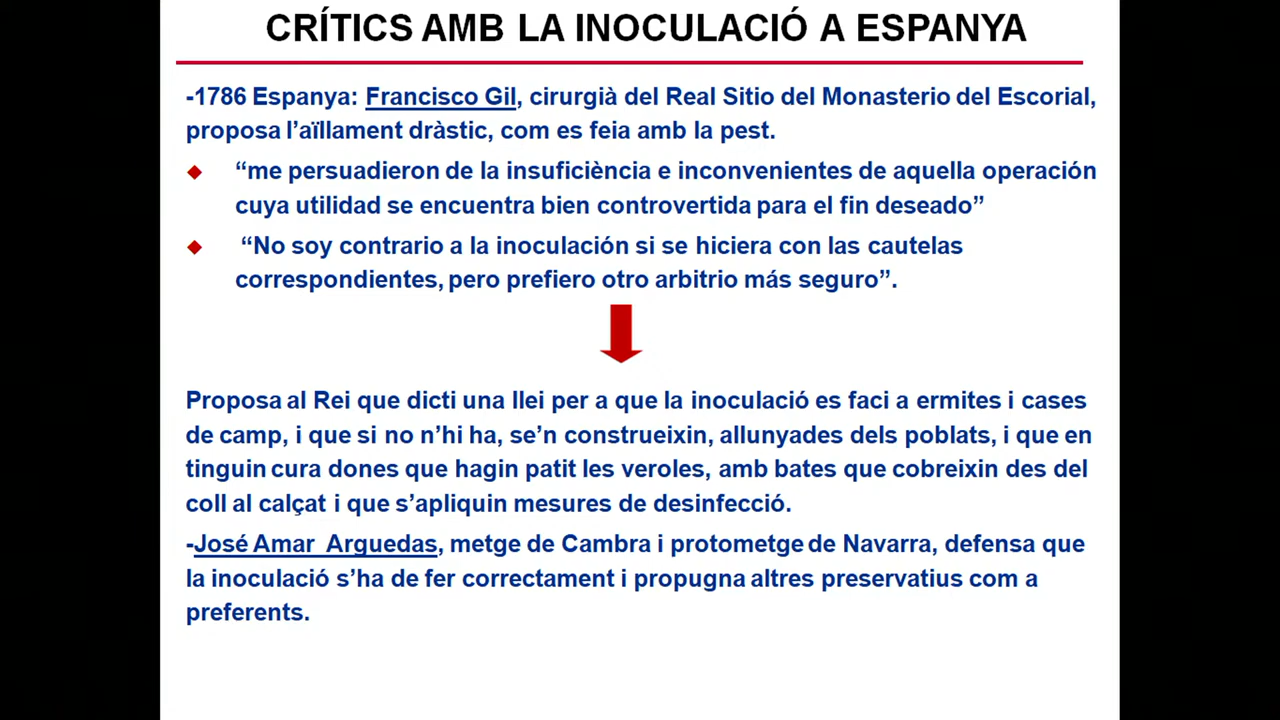 CRÍTICS AMB LA INOCULACIÓ A ESPANYA
-1786 Espanya: Francisco Gil, cirurgià del Real Sitio del Monasterio del Escorial,
proposa l’aïllament dràstic, com es feia amb la pest.
“me persuadieron de la insuficiència e inconvenientes de aquella operación
cuya utilidad se encuentra bien controvertida para el fin deseado”
“No soy contrario a la inoculación si se hiciera con las cautelas
correspondientes, pero prefiero otro arbitrio más seguro”.
Proposa al Rei que dicti una llei per a que la inoculació es faci a ermites i cases
de camp, i que si no n’hi ha, se’n construeixin, allunyades dels poblats, i que en
tinguin cura dones que hagin patit les veroles, amb bates que cobreixin des del
coll al calçat i que s’apliquin mesures de desinfecció.
-José Amar Arguedas, metge de Cambra i protometge de Navarra, defensa que
la inoculació s’ha de fer correctament i propugna altres preservatius com a
preferents.